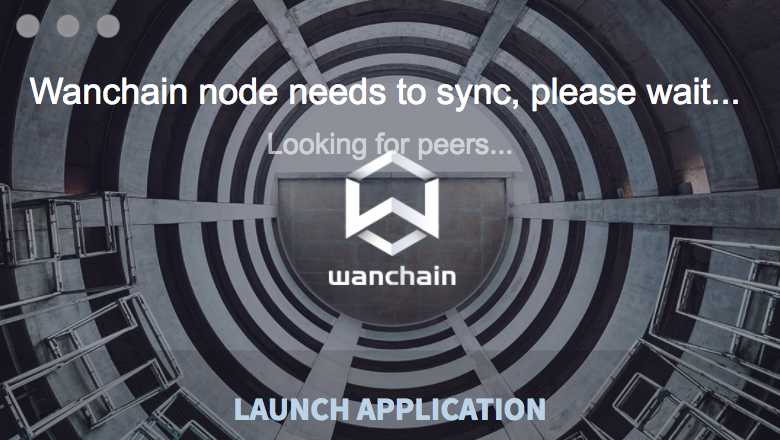 Wanchain node needs to sync, please wait...
Looking for peers...
wanchain
LAUNCH APPLICATION